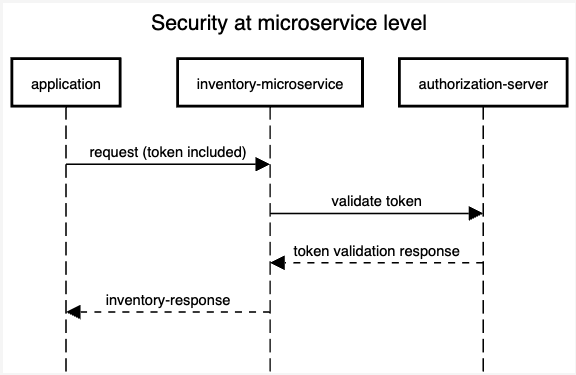 Security at microservice level
application
inventory-microservice
authorization-server
request (token included)
validate token
token validation response
inventory-response